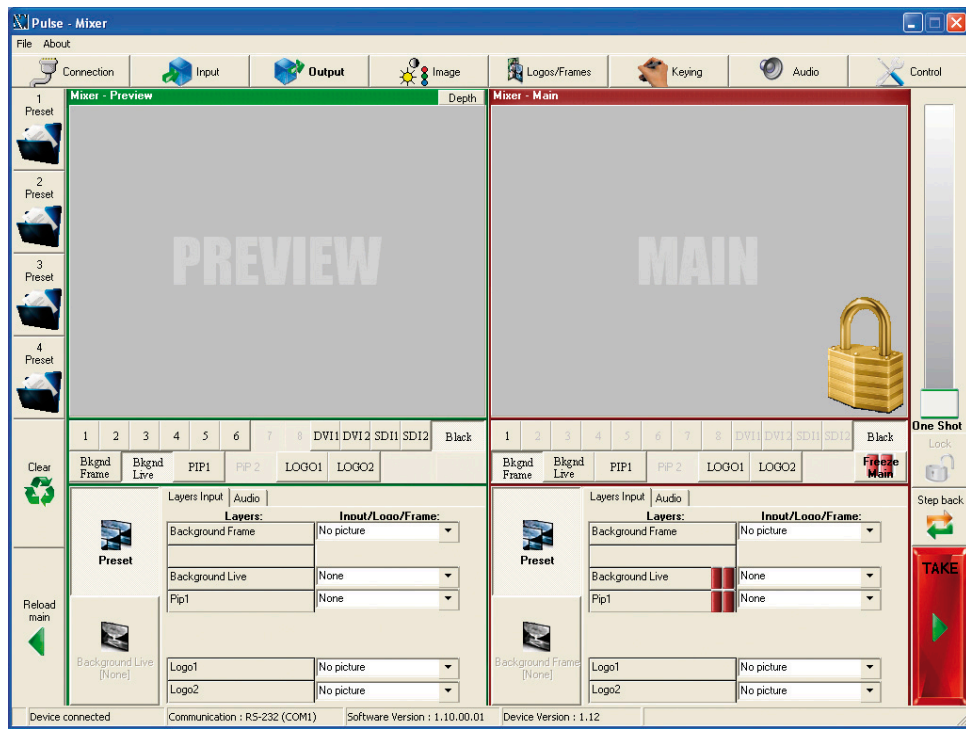 Pulse - Mixer
File About
Connection Input Output Image Logos/Frames Keying Audio Control
1
Preset
2
Preset
3
Preset
4
Preset
Clear
Reload
main
Mixer - Preview Depth
PREVIEW
1 2 3 4 5 6 7 8 DVI1 DVI2 SDI1 SDI2 Black
Bkgnd Frame Bkgnd Live PIP1 PiP 2 LOGO1 LOGO2
Preset
Background Live
[None]
Layers Input Audio
Layers: Input/Logo/Frame:
Background Frame No picture
Background Live None
Pip1 None
Logo1 No picture
Logo2 No picture
Mixer - Main
MAIN
1 2 3 4 5 6 7 8 DVI1 DVI2 SDI1 SDI2 Black
Bkgnd Frame Bkgnd Live PIP1 PiP 2 LOGO1 LOGO2 Freeze Main
Preset
Background Frame
[None]
Layers Input Audio
Layers: Input/Logo/Frame:
Background Frame No picture
Background Live None
Pip1 None
Logo1 No picture
Logo2 No picture
One Shot
Lock
Step back
TAKE
Device connected Communication : RS-232 (COM1) Software Version : 1.10.00.01 Device Version : 1.12